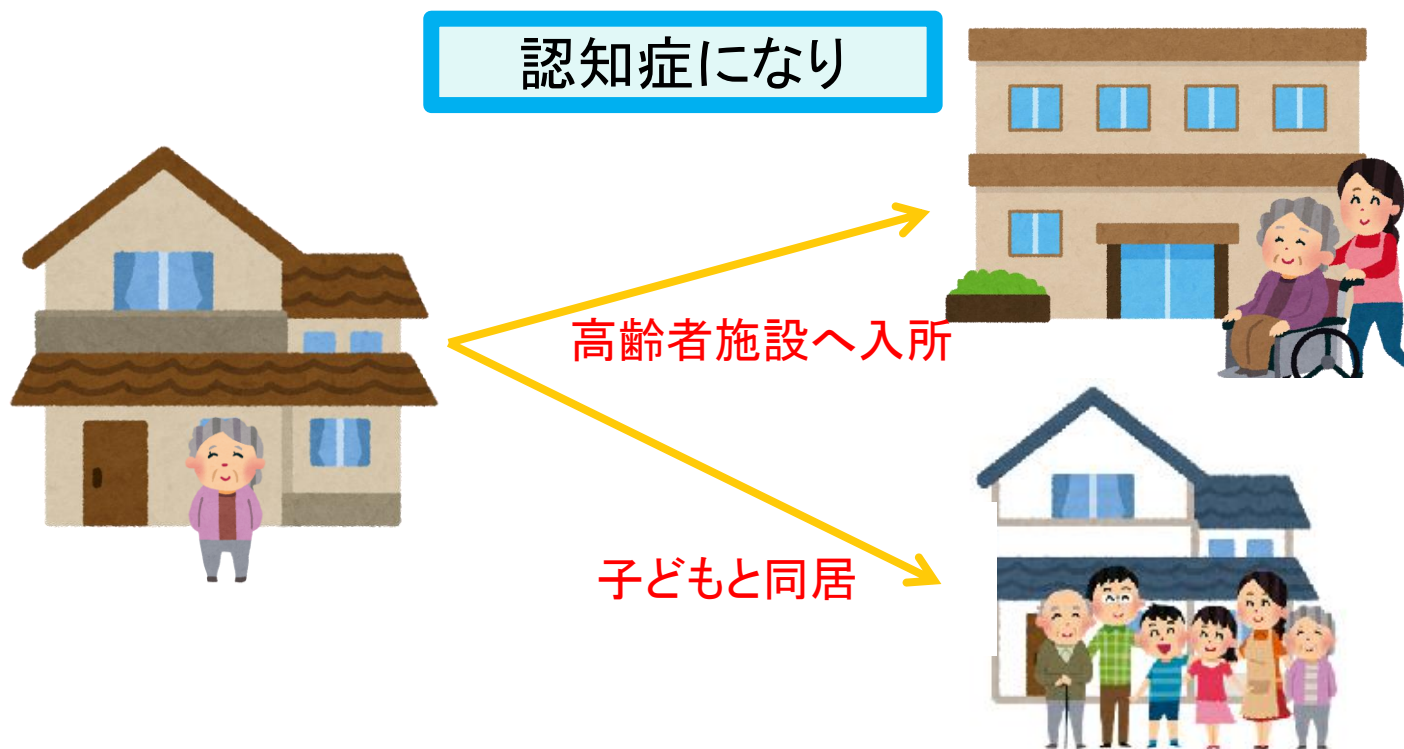 認知症になり
高齢者施設へ入所
子どもと同居